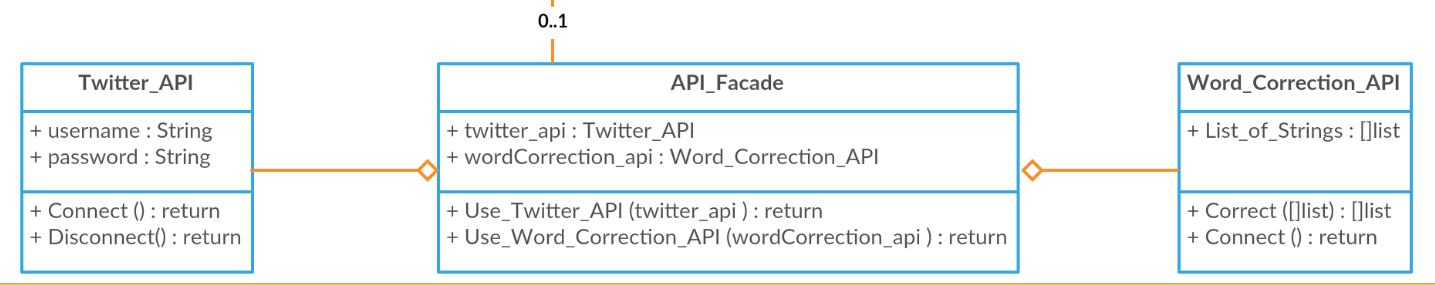 0..1
Twitter_API
+ username : String
+ password : String
+ Connect () : return
+ Disconnect() : return
API_Facade
+ twitter_api : Twitter_API
+ wordCorrection_api : Word_Correction_API
+ Use_Twitter_API (twitter_api ) : return
+ Use_Word_Correction_API (wordCorrection_api ) : return
Word_Correction_API
+ List_of_Strings : []list
+ Correct ([]list) : []list
+ Connect () : return